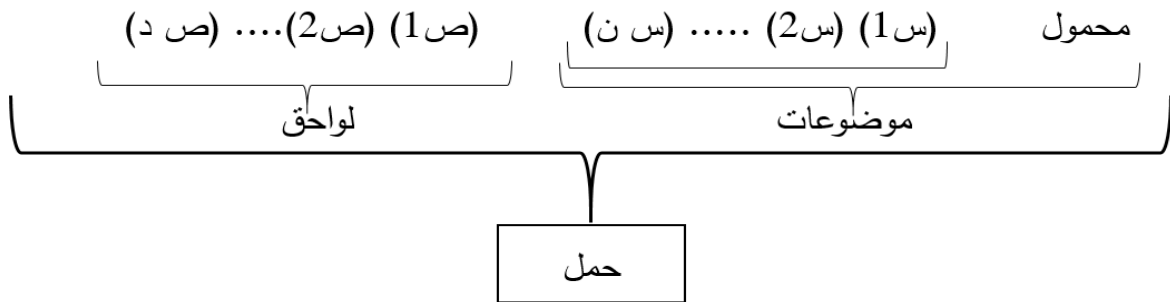 محمول (س1) (س2) ..... (س ن) (ص1) (ص2).... (ص د)
موضوعات لواحق
حمل